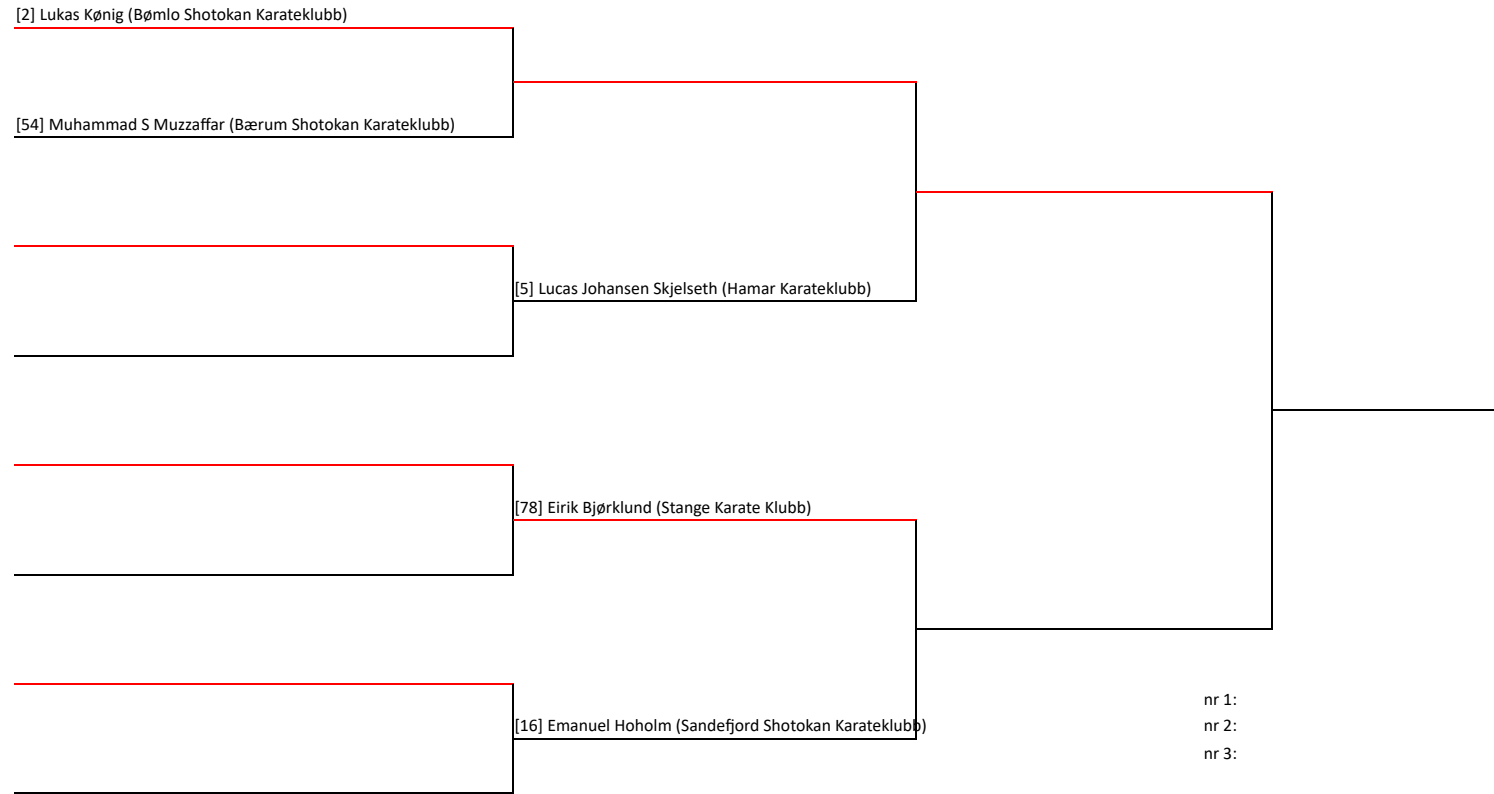 [2] Lukas Kønig (Bømlo Shotokan Karateklubb)
[54] Muhammad S Muzzaffar (Bærum Shotokan Karateklubb)
[5] Lucas Johansen Skjelseth (Hamar Karateklubb)
[78] Eirik Bjørklund (Stange Karate Klubb)
[16] Emanuel Hoholm (Sandefjord Shotokan Karateklubb)
nr 1:
nr 2:
nr 3: